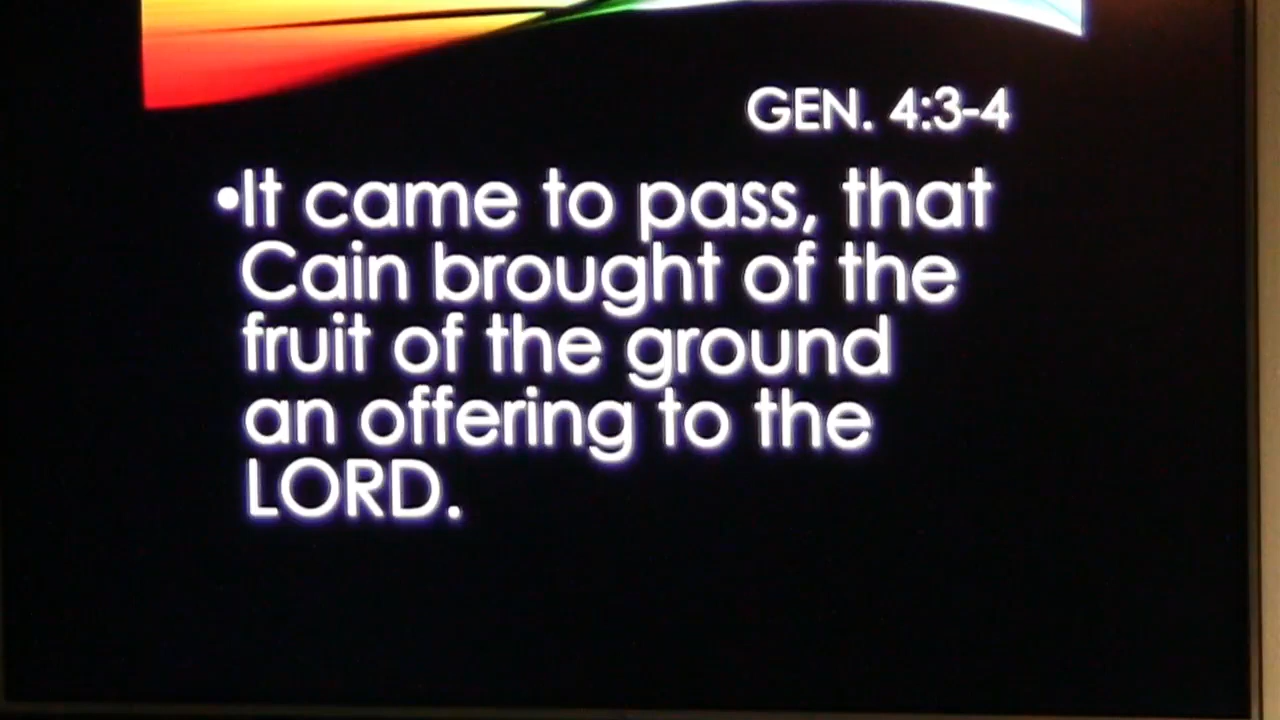 GEN. 4:3-4
•It came to pass, that
Cain brought of the
fruit of the ground
an offering to the
LORD.